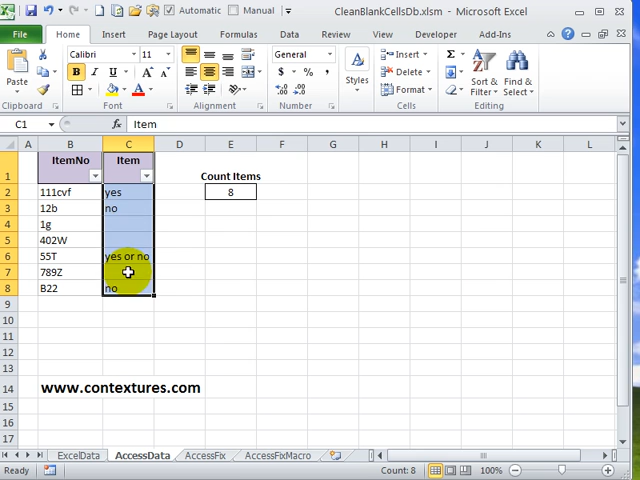 CleanBlankCellsDb.xlsm - Microsoft Excel
Automatic Manual
File Home Insert Page Layout Formulas Data Review View Developer Add-Ins
Paste Calibri 11 General Styles Insert Delete Format Sort & Filter Find & Select
Clipboard Font Alignment Number Cells Editing
C1 fx Item
A B C D E F G H I J K L
1 ItemNo Item Count Items
2 111cvf yes 8
3 12b no
4 1g
5 402W
6 55T yes or no
7 789Z
8 B22 no
9
10
11
12
13
14 www.contextures.com
15
16
17
ExcelData AccessData AccessFix AccessFixMacro
Ready Count: 8 100%